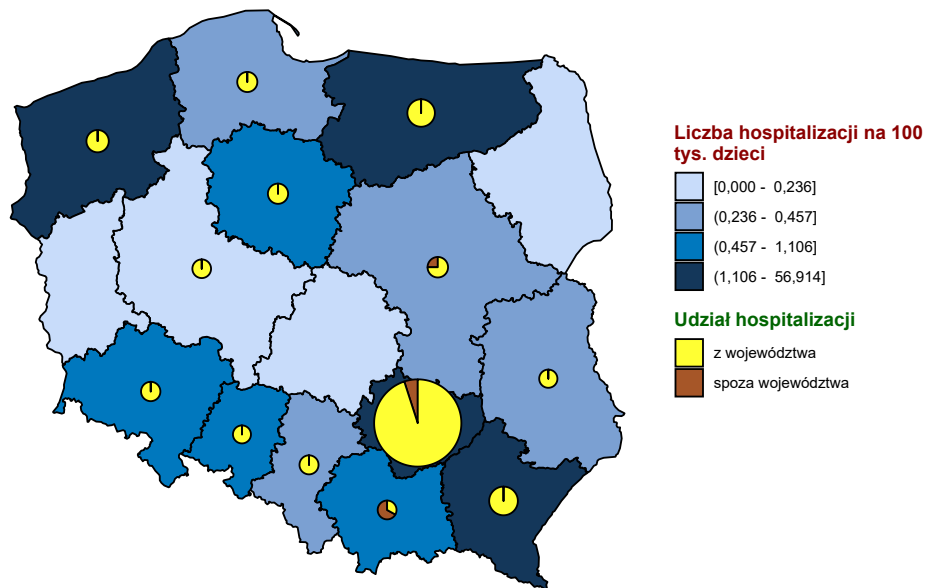 Liczba hospitalizacji na 100
tys. dzieci
[0,000 - 0,236]
(0,236 - 0,457]
(0,457 - 1,106]
(1,106 - 56,914]
Udział hospitalizacji
z województwa
spoza województwa